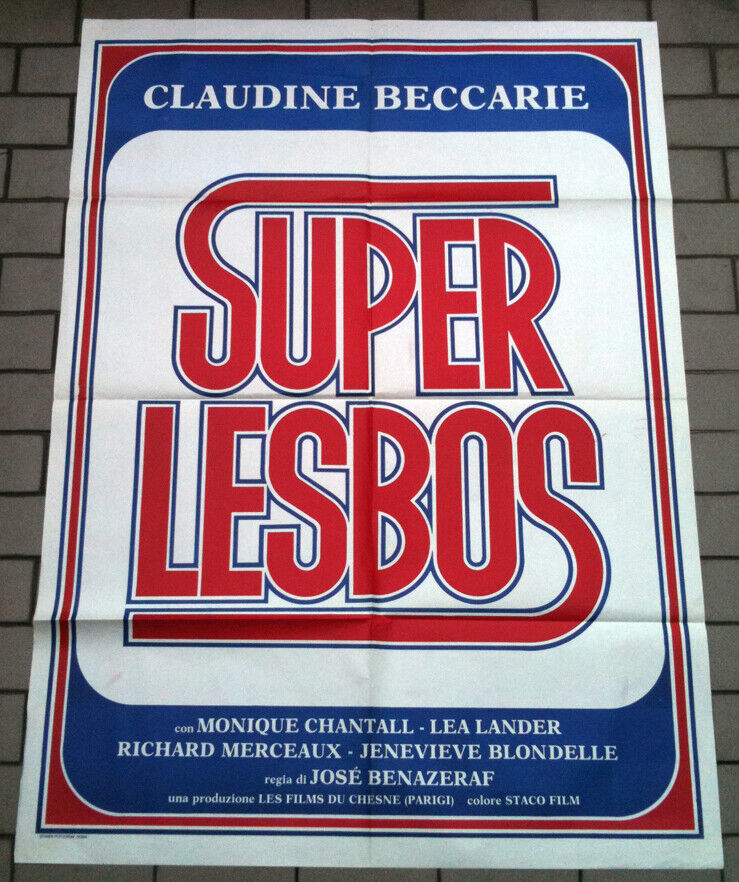 CLAUDINE BECCARIE
SUPER
LESBOS
con MONIQUE CHANTALL - LEA LANDER
RICHARD MERCEAUX - JENEVIEVE BLONDELLE
regia di JOSÉ BENAZERAF
una produzione LES FILMS DU CHESNE (PARIGI) colore STACO FILM